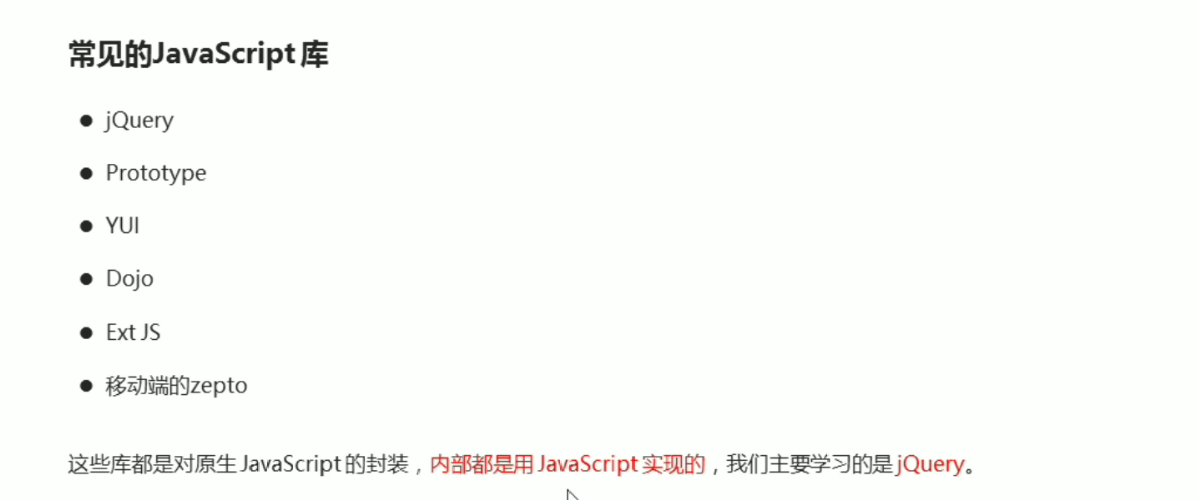 常见的JavaScript 库
● jQuery
● Prototype
● YUI
● Dojo
● Ext JS
● 移动端的zepto
这些库都是对原生 JavaScript 的封装，内部都是用 JavaScript 实现的，我们主要学习的是 jQuery。